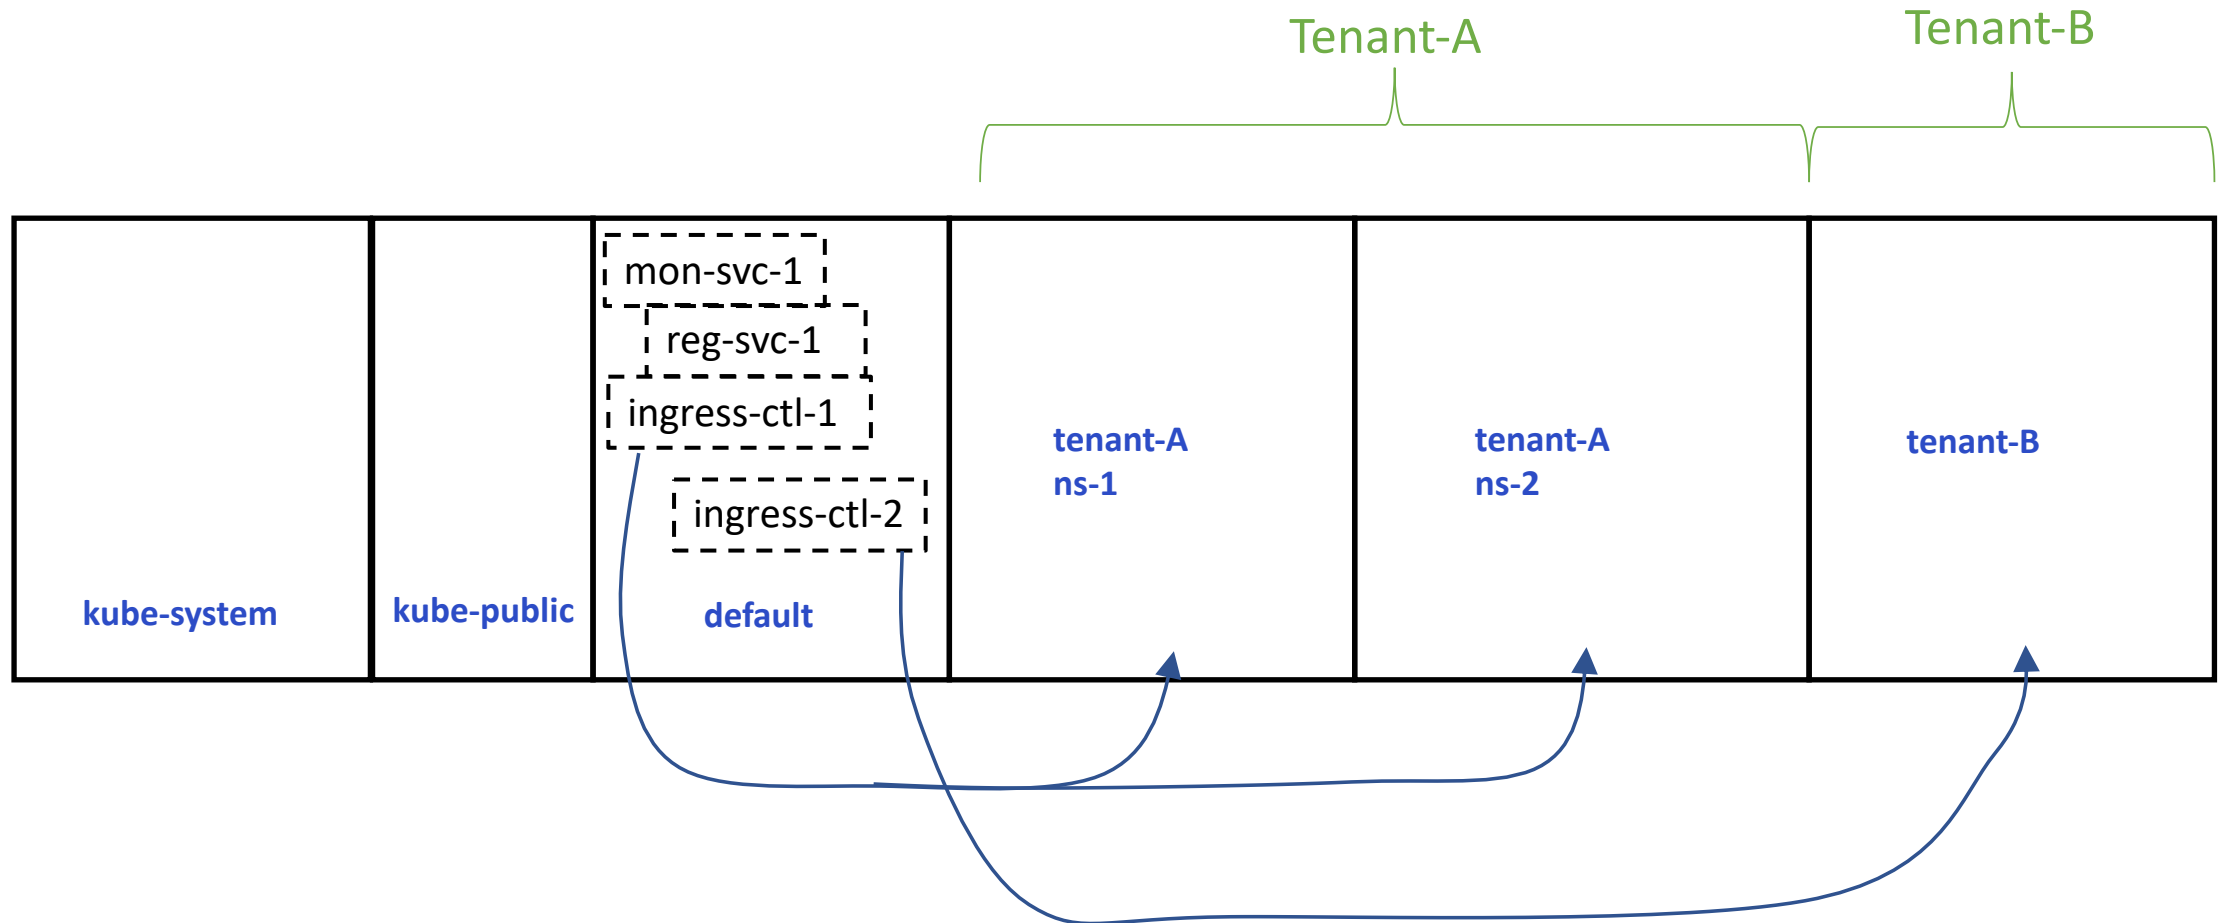 Tenant-A
Tenant-B
mon-svc-1
reg-svc-1
ingress-ctl-1
ingress-ctl-2
kube-system
kube-public
default
tenant-A
ns-1
tenant-A
ns-2
tenant-B